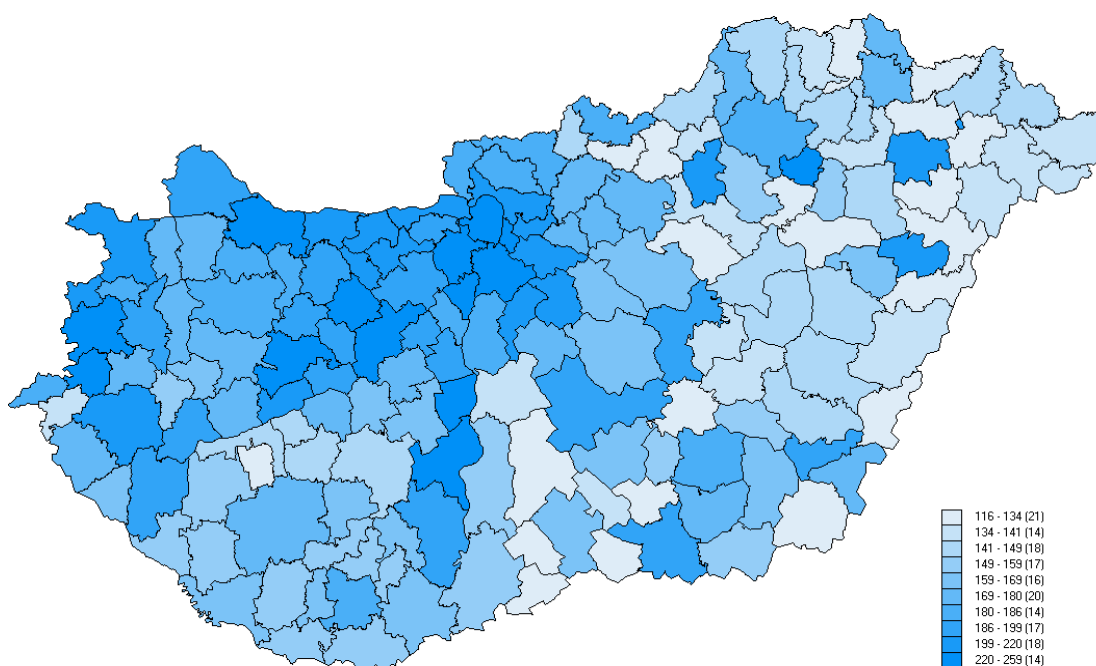 116 - 134 (21)
134 - 141 (14)
141 - 149 (18)
149 - 159 (17)
159 - 169 (16)
169 - 180 (20)
180 - 186 (14)
186 - 199 (17)
199 - 220 (18)
220 - 259 (14)